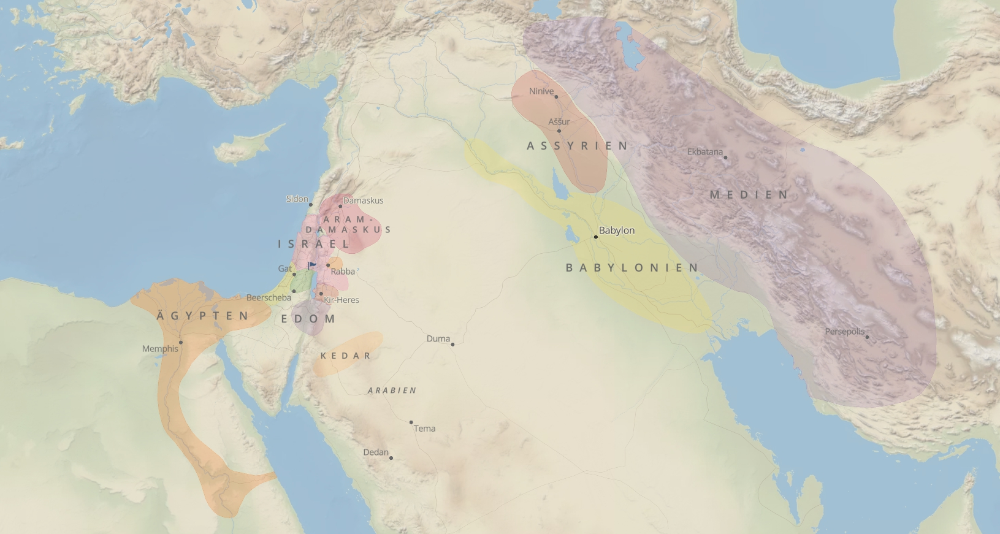 Ninive
Aššur
ASSYRIEN
Ekbatana
MEDIEN
Sidon
Damaskus
ARAM-
DAMASKUS
Babylon
ISRAEL
Gat
Rabba
BABYLONIEN
Beerscheba
Kir-Heres
ÄGYPTEN
EDOM
Persepolis
Memphis
Duma
KEDAR
ARABIEN
Tema
Dedan